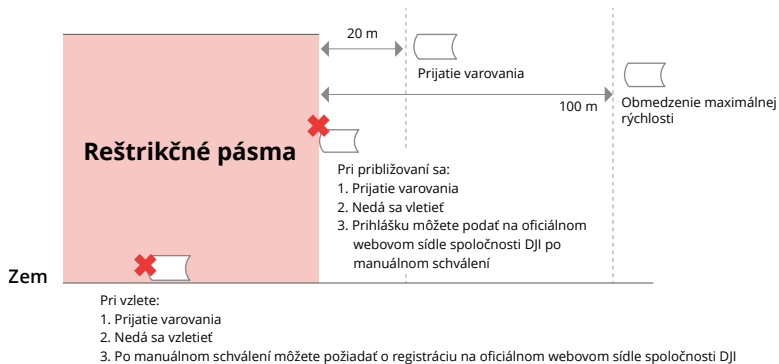 20 m
Prijatie varovania
100 m
Obmedzenie maximálnej
rýchlosti
Reštrikčné pásma
Pri približovaní sa:
1. Prijatie varovania
2. Nedá sa vletieť
3. Prihlášku môžete podať na oficiálnom
webovom sídle spoločnosti DJI po
manuálnom schválení
Zem
Pri vzlete:
1. Prijatie varovania
2. Nedá sa vzletieť
3. Po manuálnom schválení môžete požiadať o registráciu na oficiálnom webovom sídle spoločnosti DJI